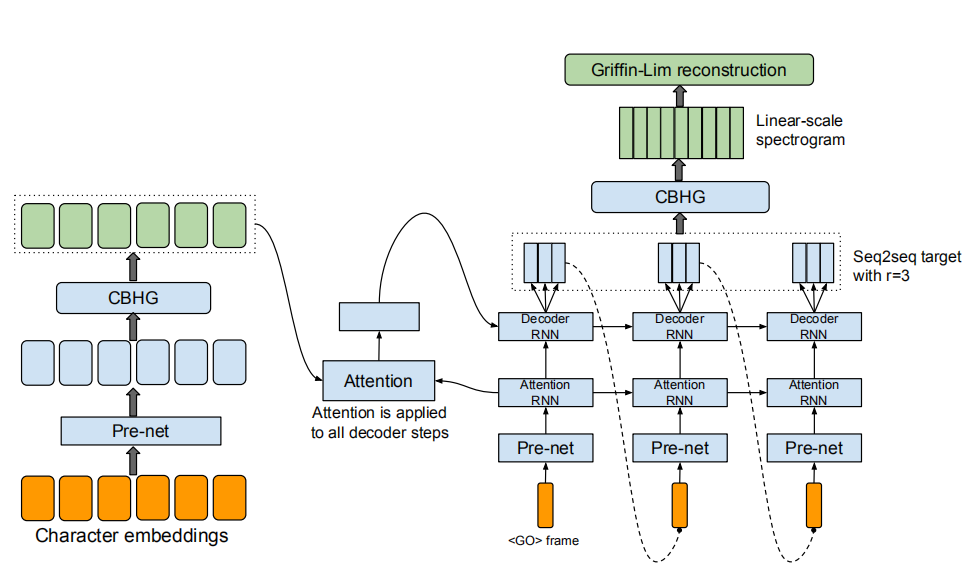 Griffin-Lim reconstruction
Linear-scale
spectrogram
CBHG
Seq2seq target
with r=3
CBHG
Decoder
RNN
Decoder
RNN
Decoder
RNN
Attention
Attention
RNN
Attention
RNN
Attention
RNN
Attention is applied
to all decoder steps
Pre-net
Pre-net
Pre-net
Pre-net
Character embeddings
<GO> frame